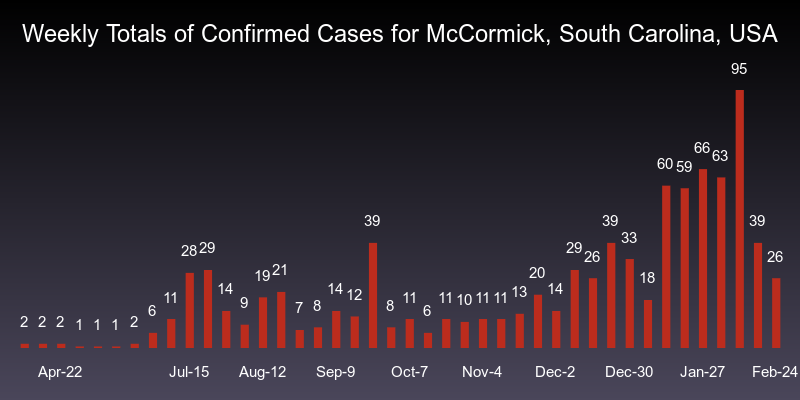 Weekly Totals of Confirmed Cases for McCormick, South Carolina, USA
2 2 2 1 1 1 2 6 11 28 29 14 9 19 21 7 8 14 12 39 8 11 6 11 10 11 11 13 20 14 29 26 39 33 18 60 59 66 63 95 39 26
Apr-22 Jul-15 Aug-12 Sep-9 Oct-7 Nov-4 Dec-2 Dec-30 Jan-27 Feb-24